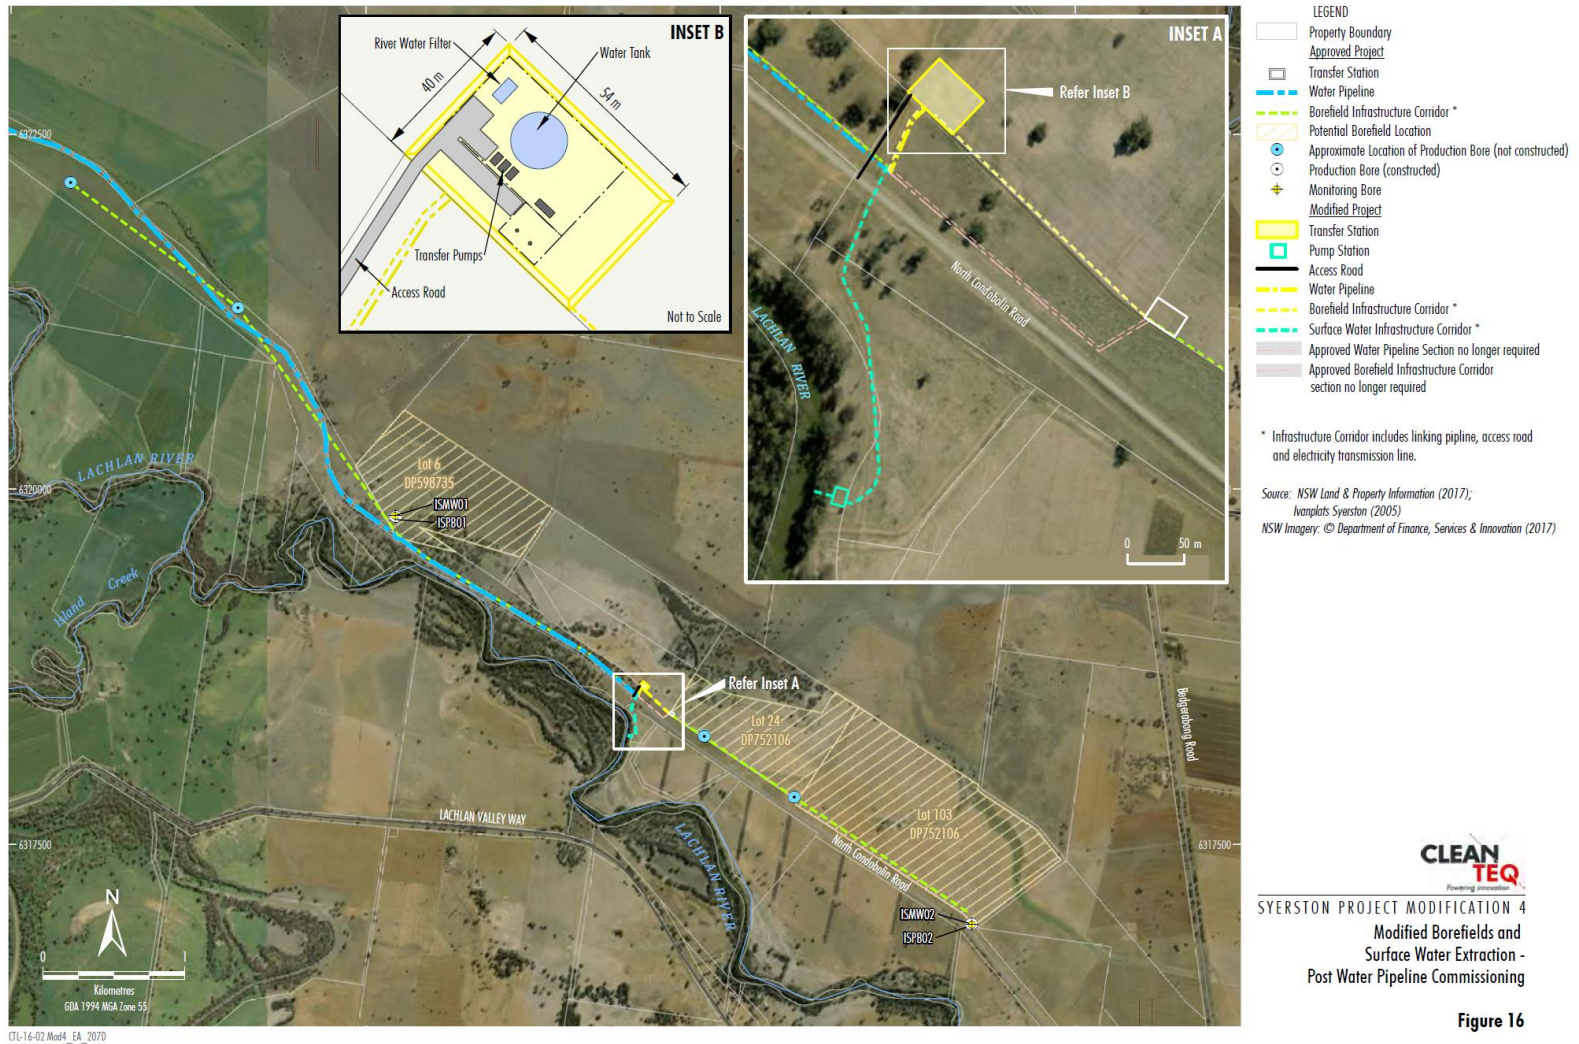 INSET B
River Water Filter
Water Tank
40 m
54 m
Transfer Pumps
Access Road
Not to Scale
INSET A
Refer Inset B
North Condobolin Road
LACHLAN RIVER
0 50 m
6322500
LACHLAN RIVER
6320000
6320000
Lot 6
DP598735
ISMW01
ISPB01
Island Creek
Refer Inset A
Lot 24
DP752106
Bedgerabong Road
LACHLAN VALLEY WAY
Lot 103
DP752106
6317500
6317500
LACHLAN RIVER
North Condobolin Road
ISMW02
ISPB02
N
0 1
Kilometres
GDA 1994 MGA Zone 55
CTL-16-02 Mod4_EA_207D
LEGEND
Property Boundary
Approved Project
Transfer Station
Water Pipeline
Borefield Infrastructure Corridor *
Potential Borefield Location
Approximate Location of Production Bore (not constructed)
Production Bore (constructed)
Monitoring Bore
Modified Project
Transfer Station
Pump Station
Access Road
Water Pipeline
Borefield Infrastructure Corridor *
Surface Water Infrastructure Corridor *
Approved Water Pipeline Section no longer required
Approved Borefield Infrastructure Corridor
section no longer required
* Infrastructure Corridor includes linking pipline, access road
and electricity transmission line.
Source: NSW Land & Property Information (2017);
Ivanplats Syerston (2005)
NSW Imagery: © Department of Finance, Services & Innovation (2017)
CLEAN
TEQ
Powering innovation
SYERSTON PROJECT MODIFICATION 4
Modified Borefields and
Surface Water Extraction -
Post Water Pipeline Commissioning
Figure 16